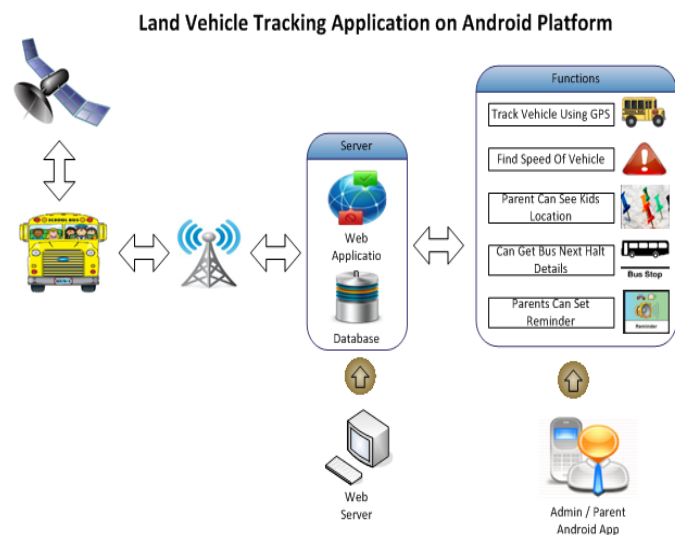 Land Vehicle Tracking Application on Android Platform
Functions
Track Vehicle Using GPS
Find Speed Of Vehicle
Parent Can See Kids
Location
Can Get Bus Next Halt
Details
Bus Stop
Parents Can Set
Reminder
Reminder
Server
Web
Applicatio
Database
SCHOOL BUS
Web
Server
Admin / Parent
Android App